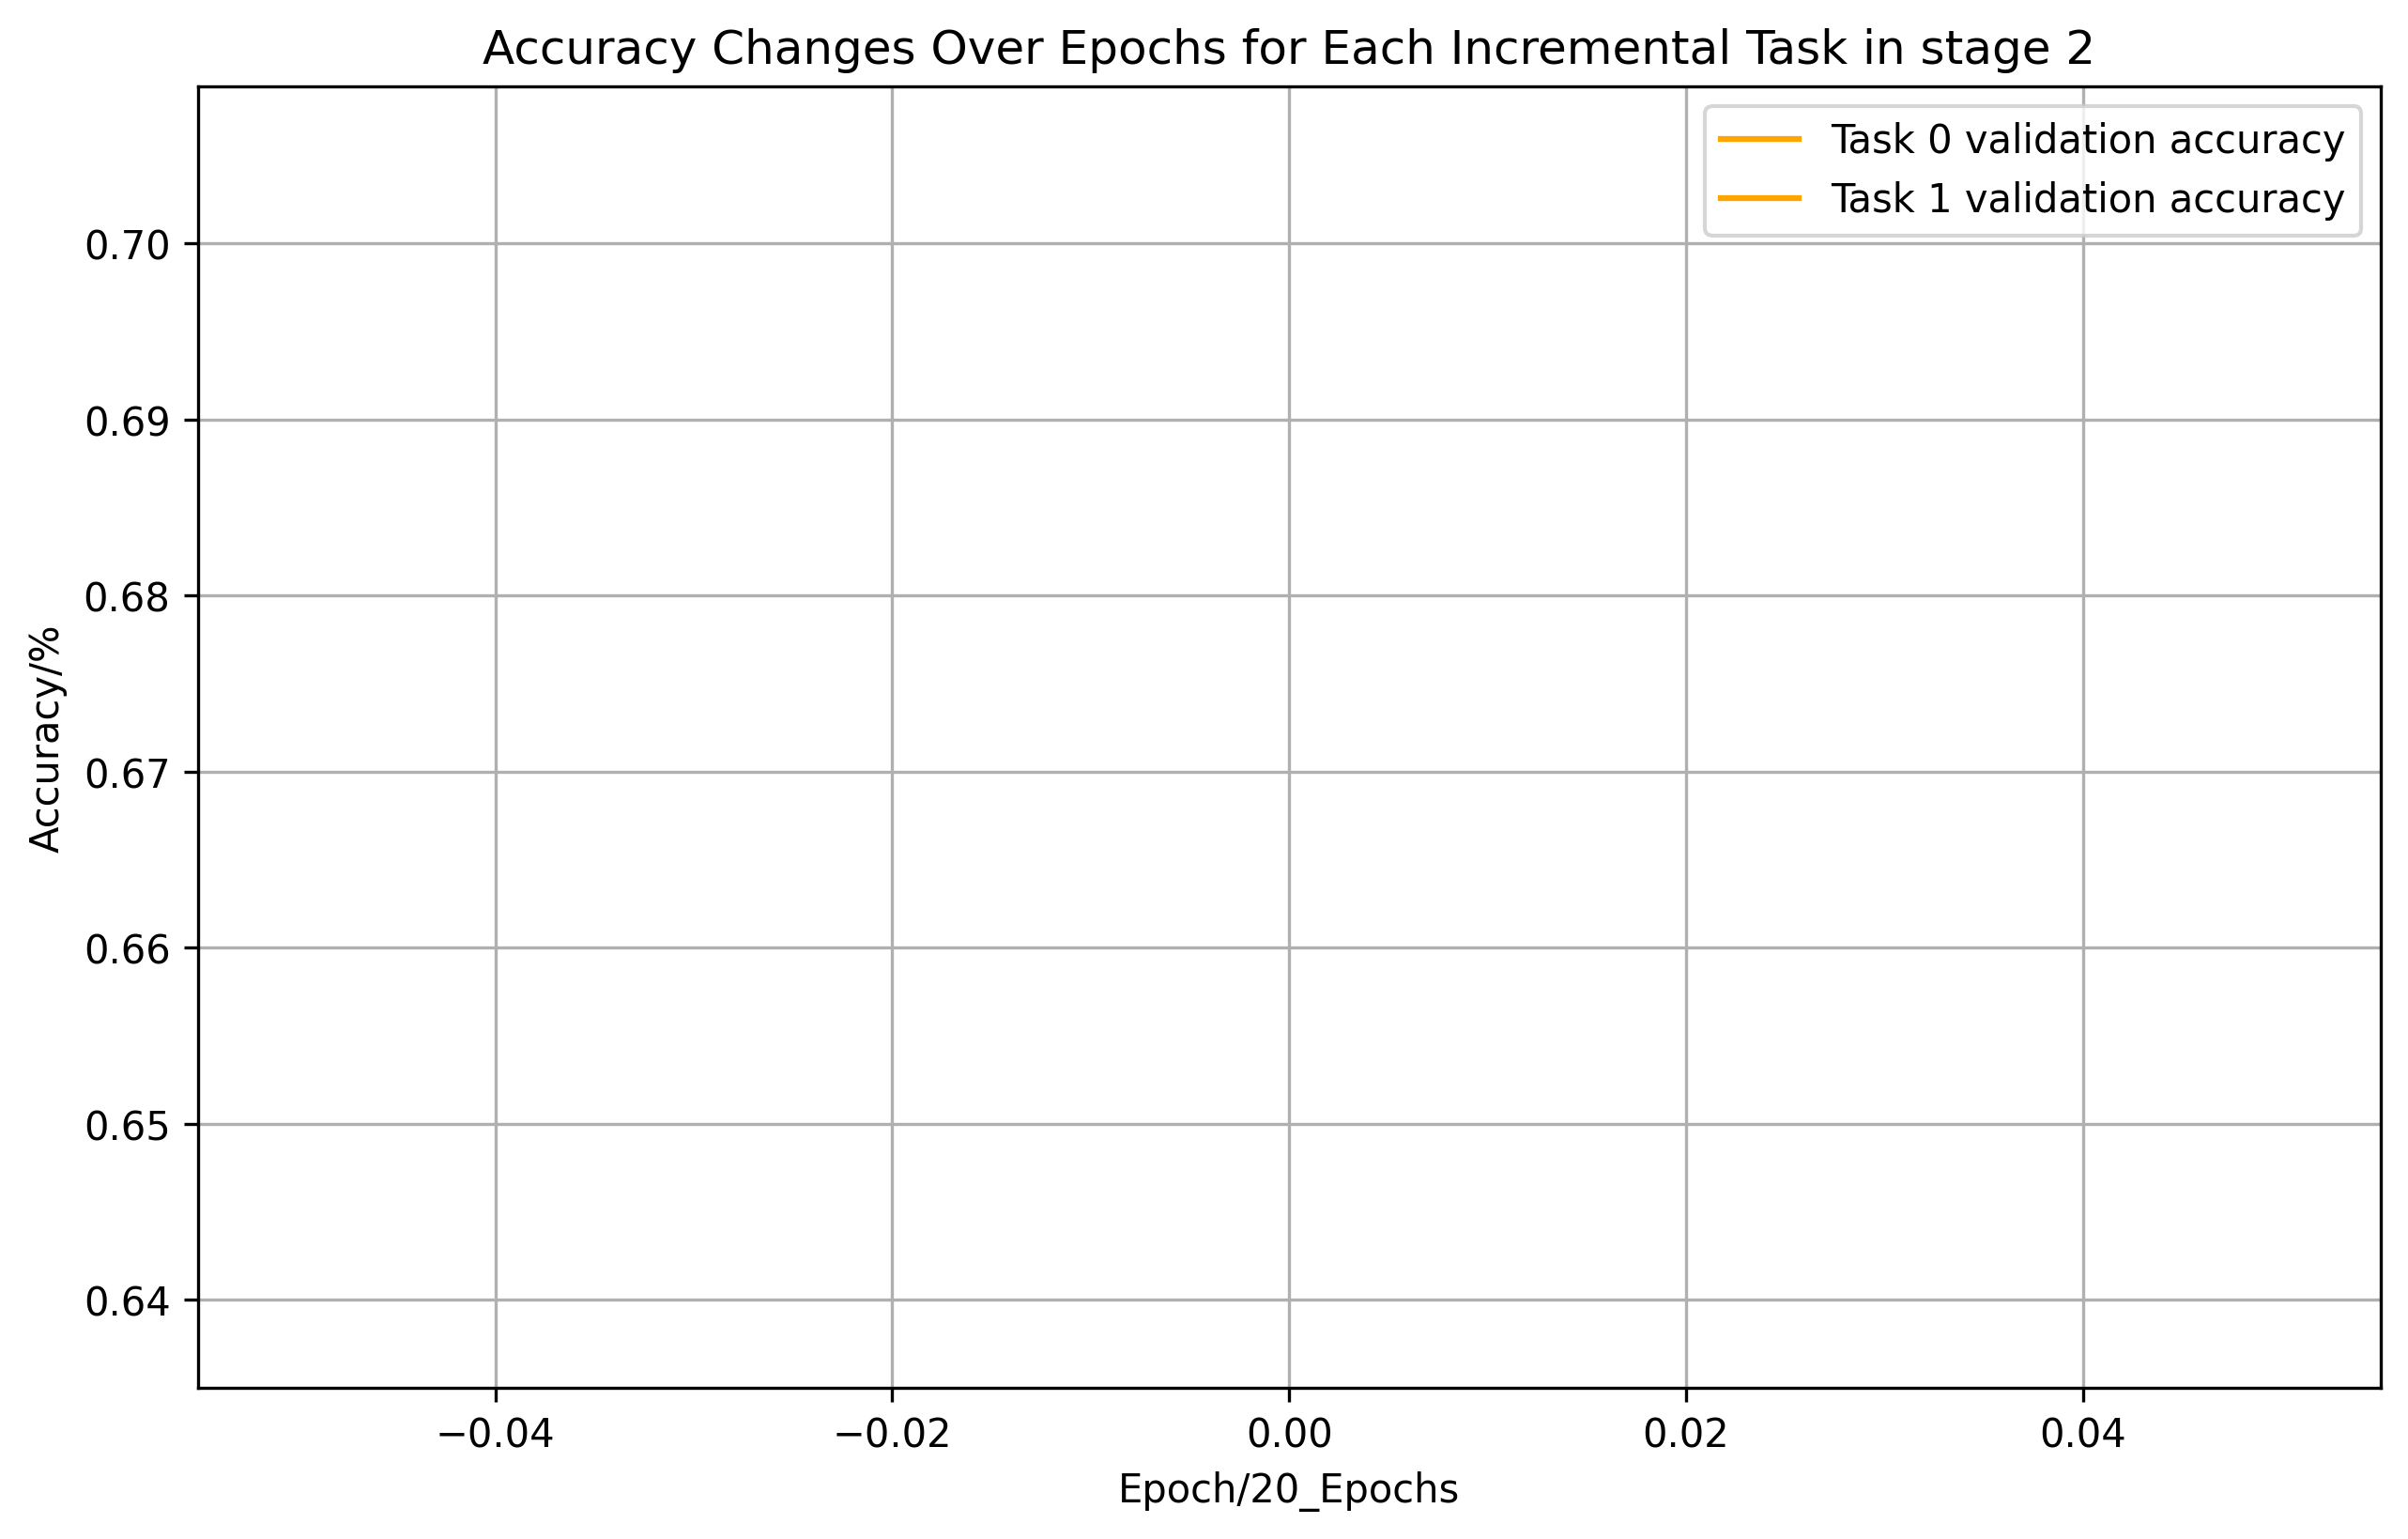 Accuracy Changes Over Epochs for Each Incremental Task in stage 2
Task 0 validation accuracy
Task 1 validation accuracy
0.70
0.69
0.68
0.67
0.66
0.65
0.64
Accuracy/%
−0.04
−0.02
0.00
0.02
0.04
Epoch/20_Epochs